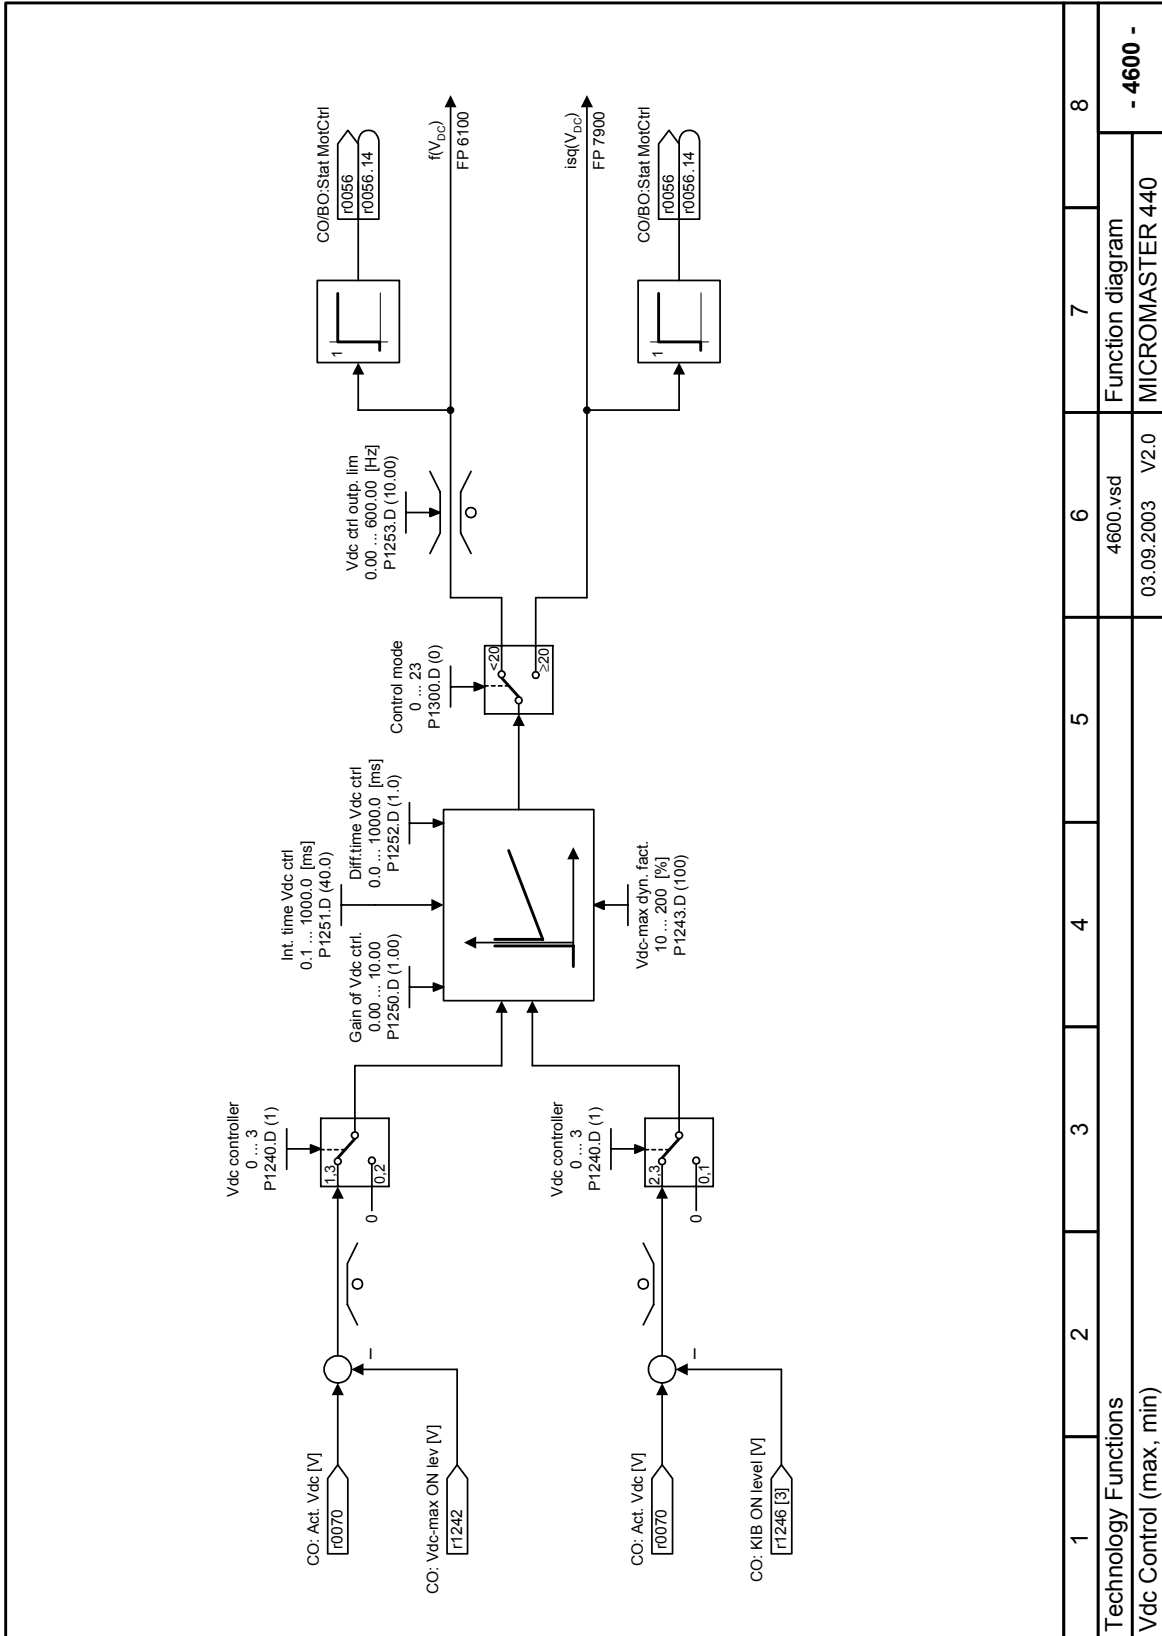 CO: Act. Vdc [V]
r0070
CO: Vdc-max ON lev [V]
r1242
–
Vdc controller
0 ... 3
P1240.D (1)
1,3
0,2
0
CO: Act. Vdc [V]
r0070
CO: KIB ON level [V]
r1246 [3]
–
Vdc controller
0 ... 3
P1240.D (1)
2,3
0,1
0
Gain of Vdc ctrl.
0.00 ... 10.00
P1250.D (1.00)
Int. time Vdc ctrl
0.1 ... 1000.0 [ms]
P1251.D (40.0)
Diff.time Vdc ctrl
0.0 ... 1000.0 [ms]
P1252.D (1.0)
Vdc-max dyn. fact.
10 ... 200 [%]
P1243.D (100)
Control mode
0 ... 23
P1300.D (0)
<20
≥20
Vdc ctrl outp. lim
0.00 ... 600.00 [Hz]
P1253.D (10.00)
1
CO/BO:Stat MotCtrl
r0056
r0056.14
f(VDC)
FP 6100
isq(VDC)
FP 7900
1
CO/BO:Stat MotCtrl
r0056
r0056.14
1 2 3 4 5 6 7 8
Technology Functions 4600.vsd Function diagram
- 4600 -
Vdc Control (max, min) 03.09.2003 V2.0 MICROMASTER 440